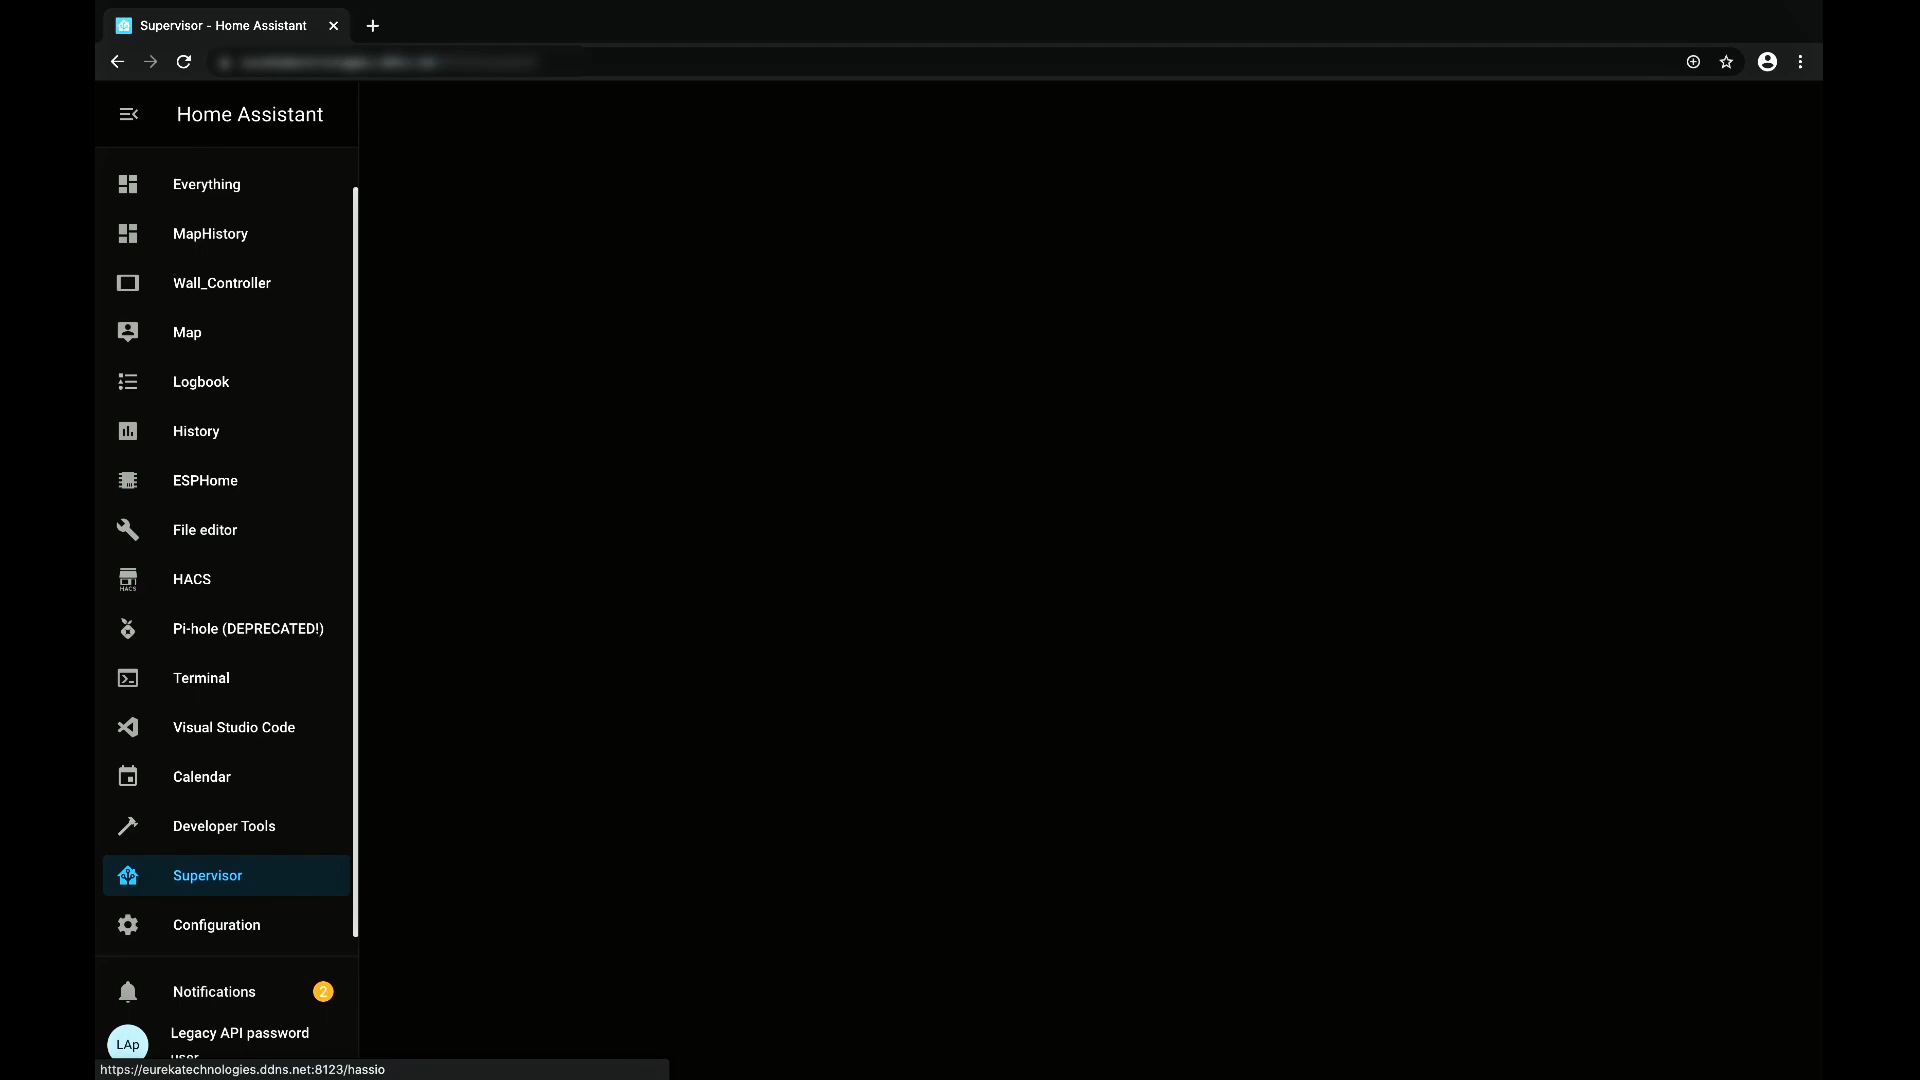 Supervisor - Home Assistant
Home Assistant
Everything
MapHistory
Wall_Controller
Map
Logbook
History
ESPHome
File editor
HACS
HACS
Pi-hole (DEPRECATED!)
Terminal
Visual Studio Code
Calendar
Developer Tools
Supervisor
Configuration
Notifications
2
LAp
Legacy API password
user
https://eurekatechnologies.ddns.net:8123/hassio